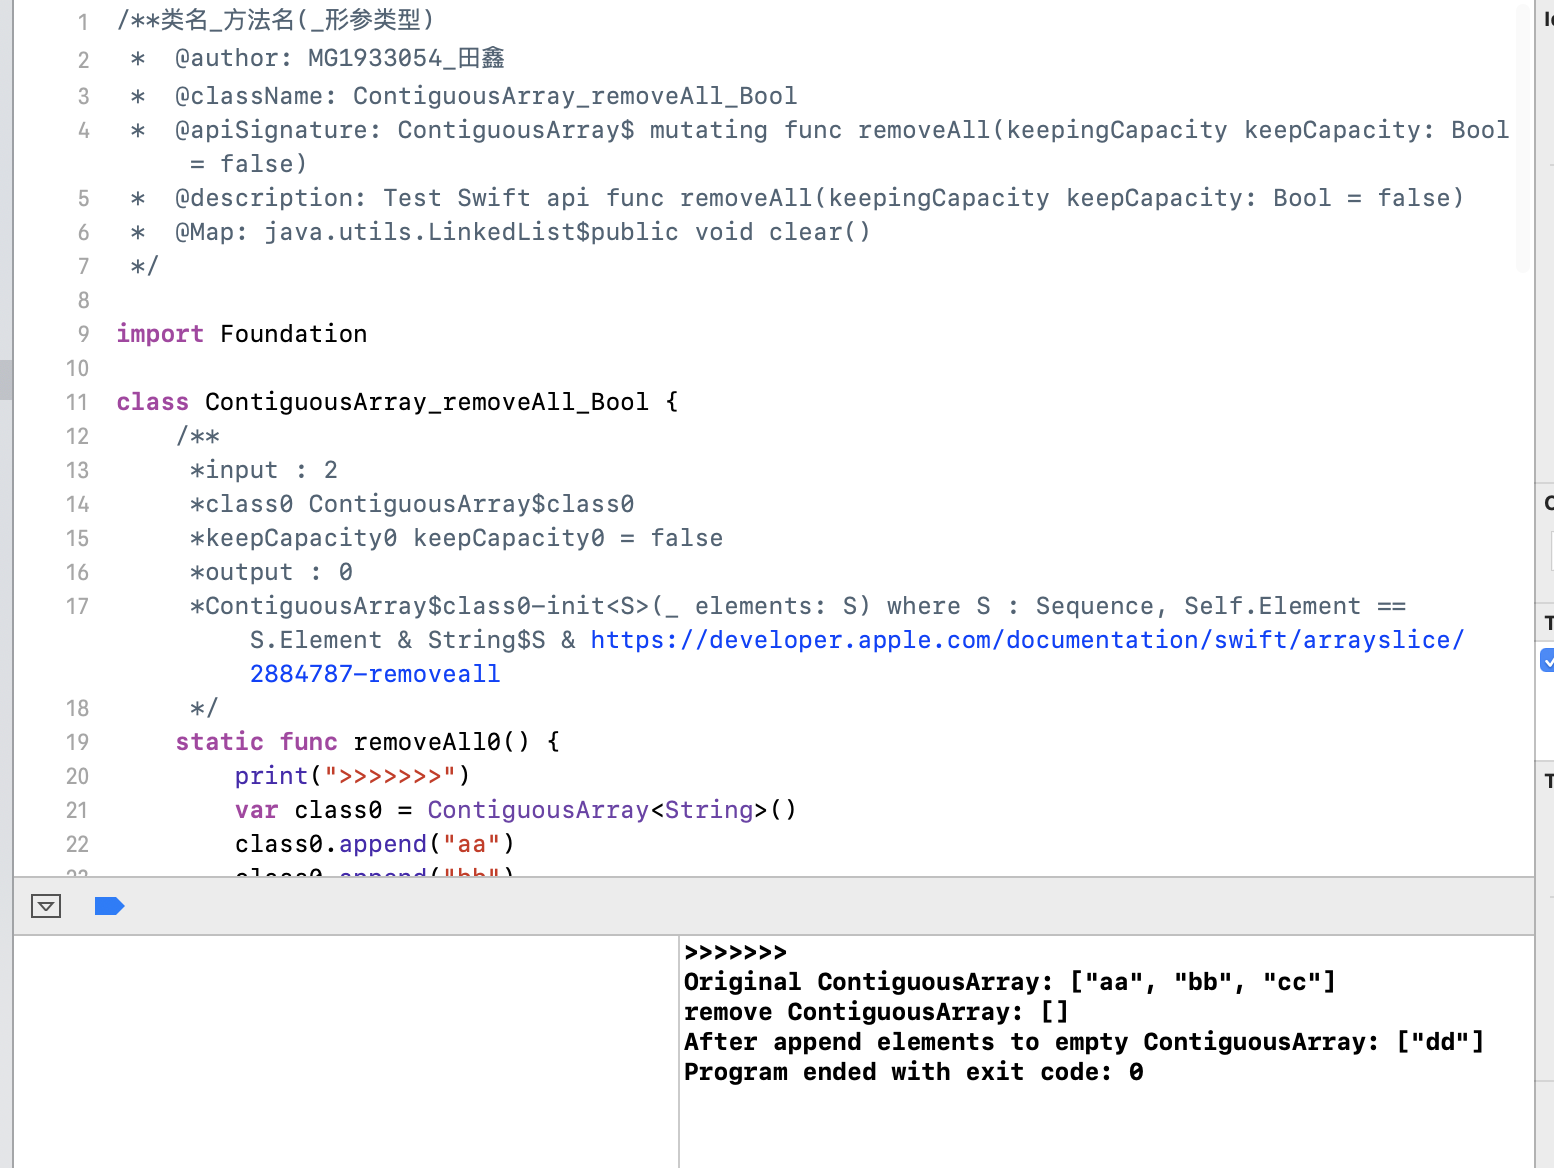 1 /**类名_方法名(_形参类型)
2 * @author: MG1933054_田鑫
3 * @className: ContiguousArray_removeAll_Bool
4 * @apiSignature: ContiguousArray$ mutating func removeAll(keepingCapacity keepCapacity: Bool
= false)
5 * @description: Test Swift api func removeAll(keepingCapacity keepCapacity: Bool = false)
6 * @Map: java.utils.LinkedList$public void clear()
7 */
8
9 import Foundation
10
11 class ContiguousArray_removeAll_Bool {
12 /**
13 *input : 2
14 *class0 ContiguousArray$class0
15 *keepCapacity0 keepCapacity0 = false
16 *output : 0
17 *ContiguousArray$class0-init<S>(_ elements: S) where S : Sequence, Self.Element ==
S.Element & String$S & https://developer.apple.com/documentation/swift/arrayslice/
2884787-removeall
18 */
19 static func removeAll0() {
20 print(">>>>>>>")
21 var class0 = ContiguousArray<String>()
22 class0.append("aa")
23 class0.append("bb")
>>>>>>>
Original ContiguousArray: ["aa", "bb", "cc"]
remove ContiguousArray: []
After append elements to empty ContiguousArray: ["dd"]
Program ended with exit code: 0